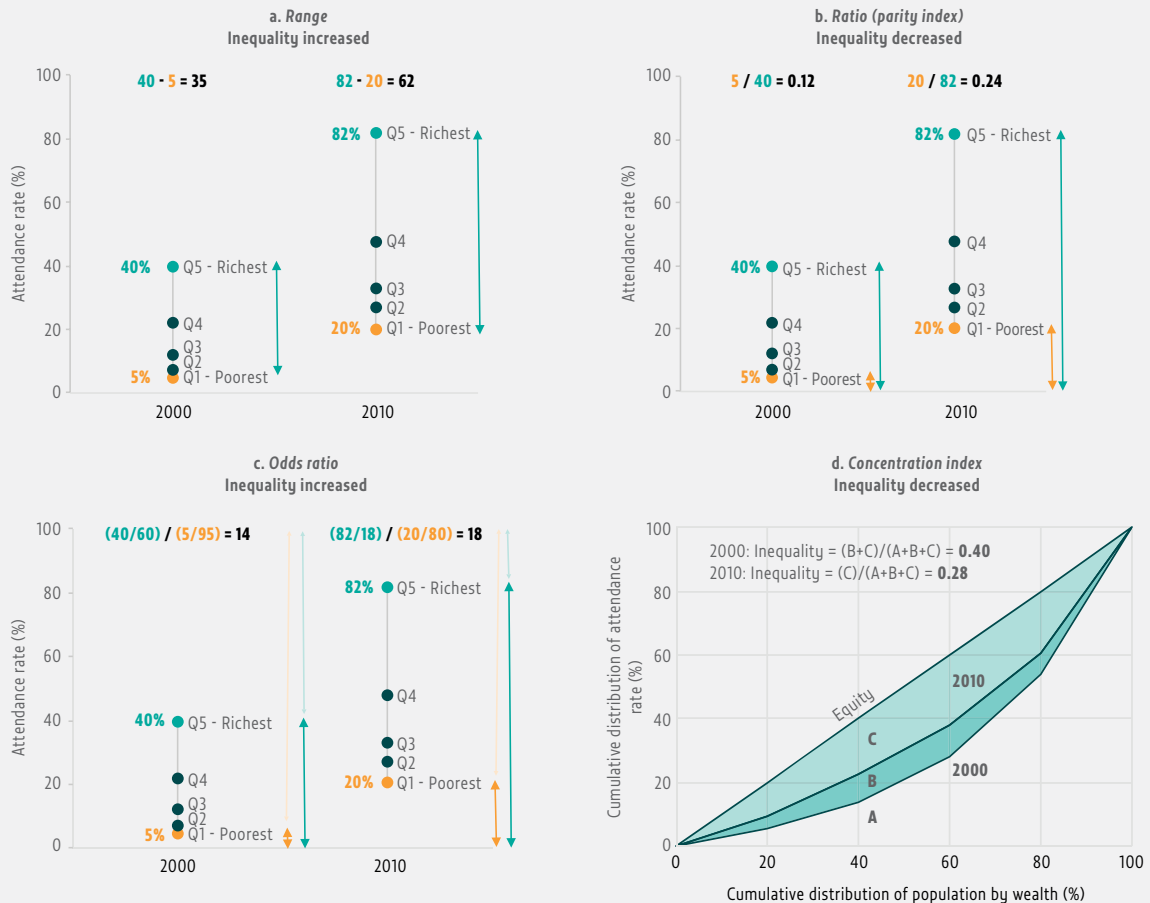 a. Range
Inequality increased
40 - 5 = 35
82 - 20 = 62
Attendance rate (%)
100
80
60
40
20
0
82%
Q5 - Richest
Q4
Q3
Q2
20%
Q1 - Poorest
40%
Q5 - Richest
Q4
Q3
Q2
5%
Q1 - Poorest
2000
2010
b. Ratio (parity index)
Inequality decreased
5 / 40 = 0.12
20 / 82 = 0.24
Attendance rate (%)
100
80
60
40
20
0
82%
Q5 - Richest
Q4
Q3
Q2
20%
Q1 - Poorest
40%
Q5 - Richest
Q4
Q3
Q2
5%
Q1 - Poorest
2000
2010
c. Odds ratio
Inequality increased
(40/60) / (5/95) = 14
(82/18) / (20/80) = 18
Attendance rate (%)
100
80
60
40
20
0
82%
Q5 - Richest
Q4
Q3
Q2
20%
Q1 - Poorest
40%
Q5 - Richest
Q4
Q3
Q2
5%
Q1 - Poorest
2000
2010
d. Concentration index
Inequality decreased
2000: Inequality = (B+C)/(A+B+C) = 0.40
2010: Inequality = (C)/(A+B+C) = 0.28
Cumulative distribution of attendance
rate (%)
100
80
60
40
20
0
Equity
2010
C
B
2000
A
0
20
40
60
80
100
Cumulative distribution of population by wealth (%)